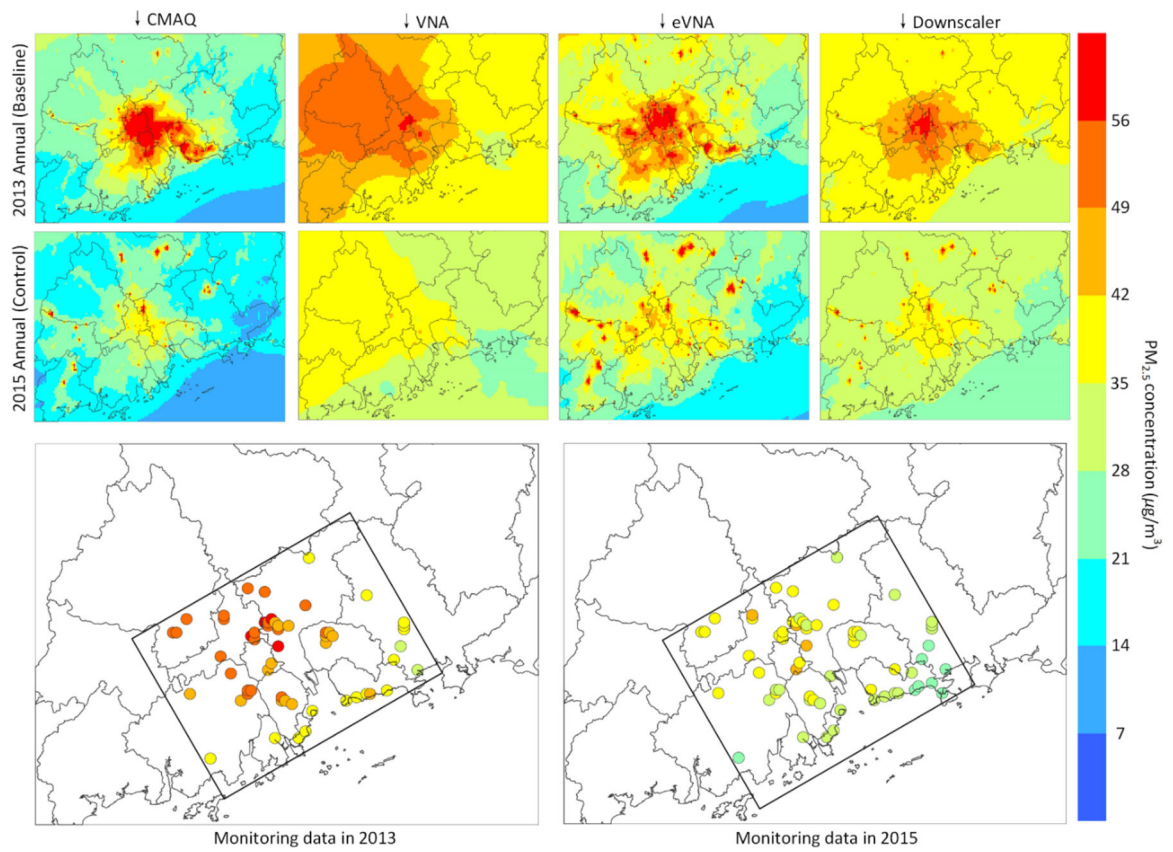 ↓ CMAQ
↓ VNA
↓ eVNA
↓ Downscaler
2013 Annual (Baseline)
2015 Annual (Control)
56
49
42
35
28
21
14
7
PM2.5 concentration (μg/m³)
Monitoring data in 2013
Monitoring data in 2015